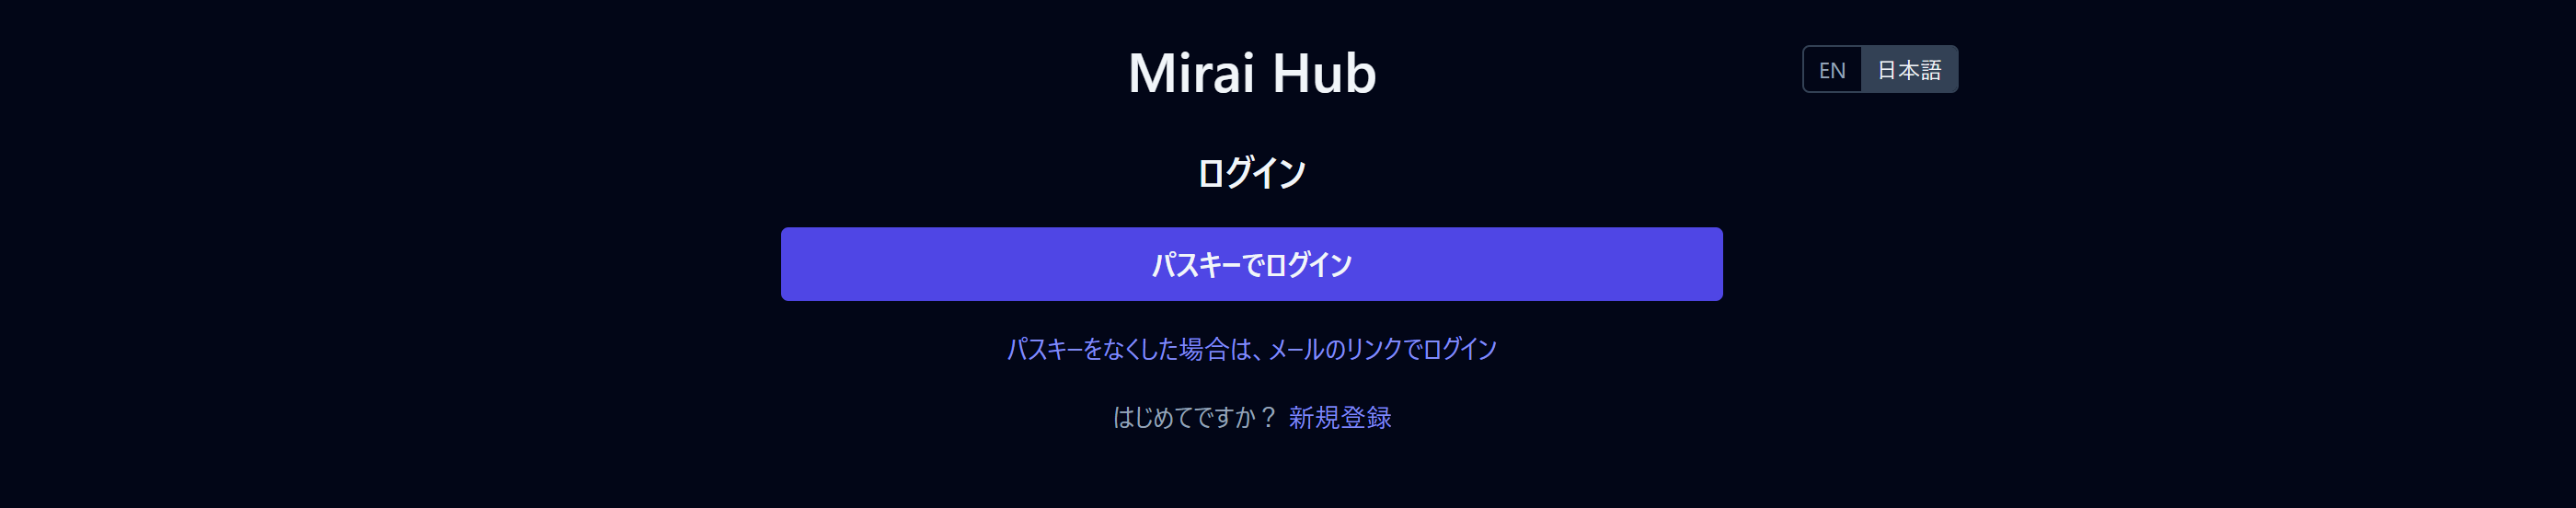 Mirai Hub
EN 日本語
ログイン
パスキーでログイン
パスキーをなくした場合は、メールのリンクでログイン
はじめてですか？ 新規登録